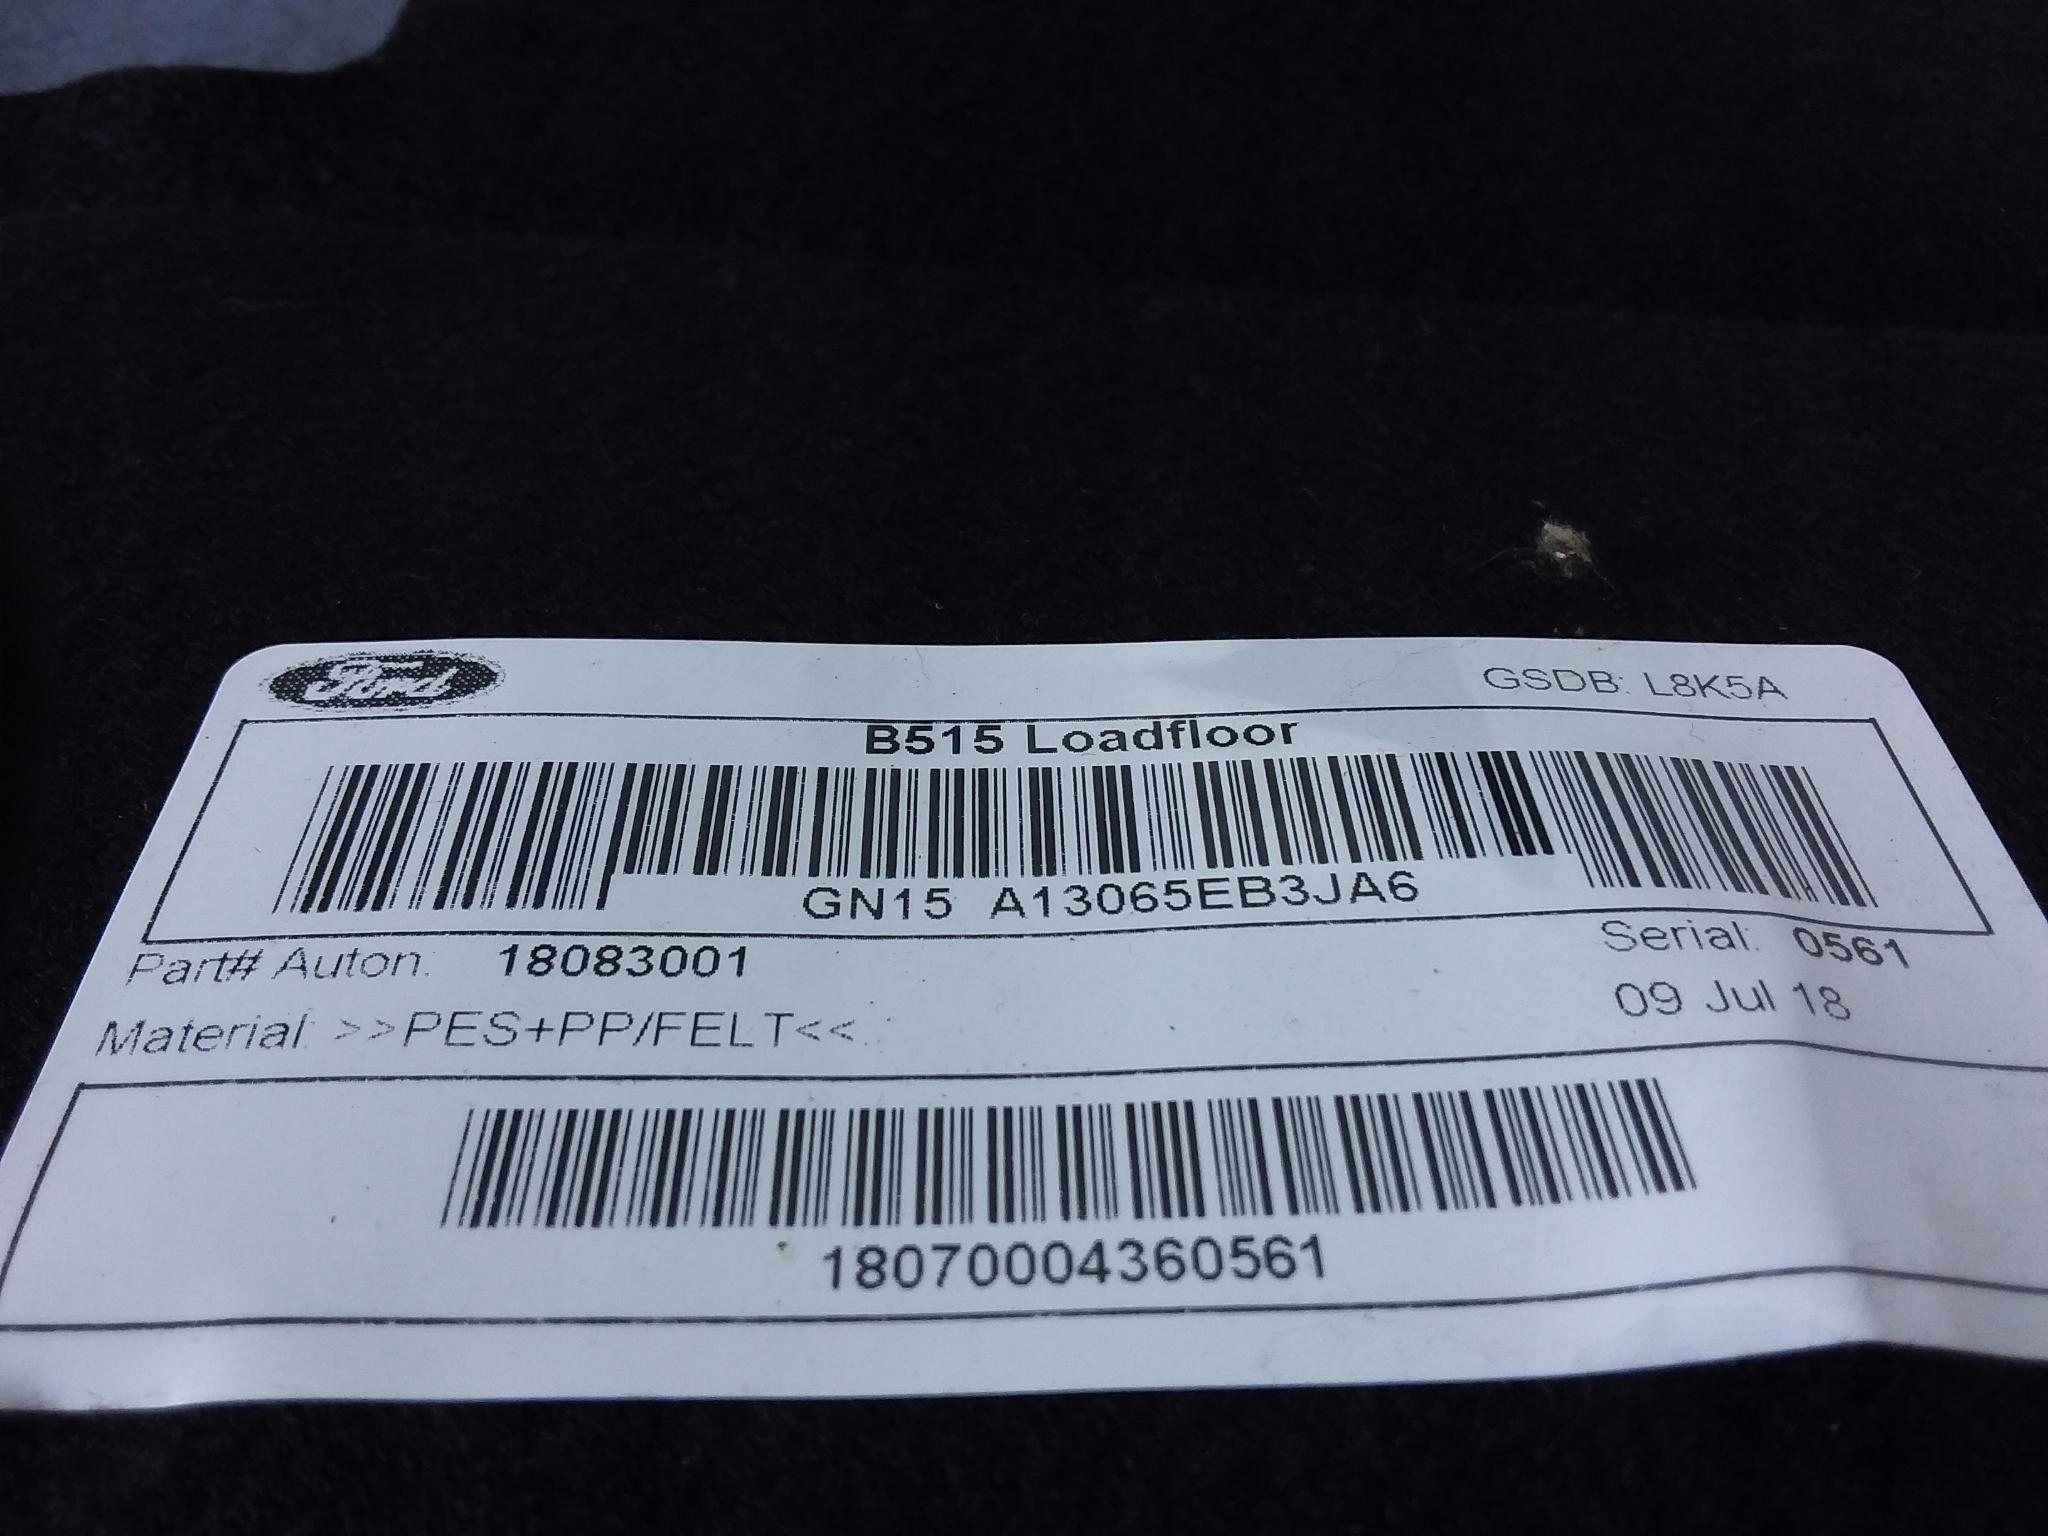 Ford
GSDB: L8K5A
B515 Loadfloor
GN15 A13065EB3JA6
Part# Auton: 18083001
Serial: 0561
Material: >>PES+PP/FELT<<
09 Jul 18
18070004360561